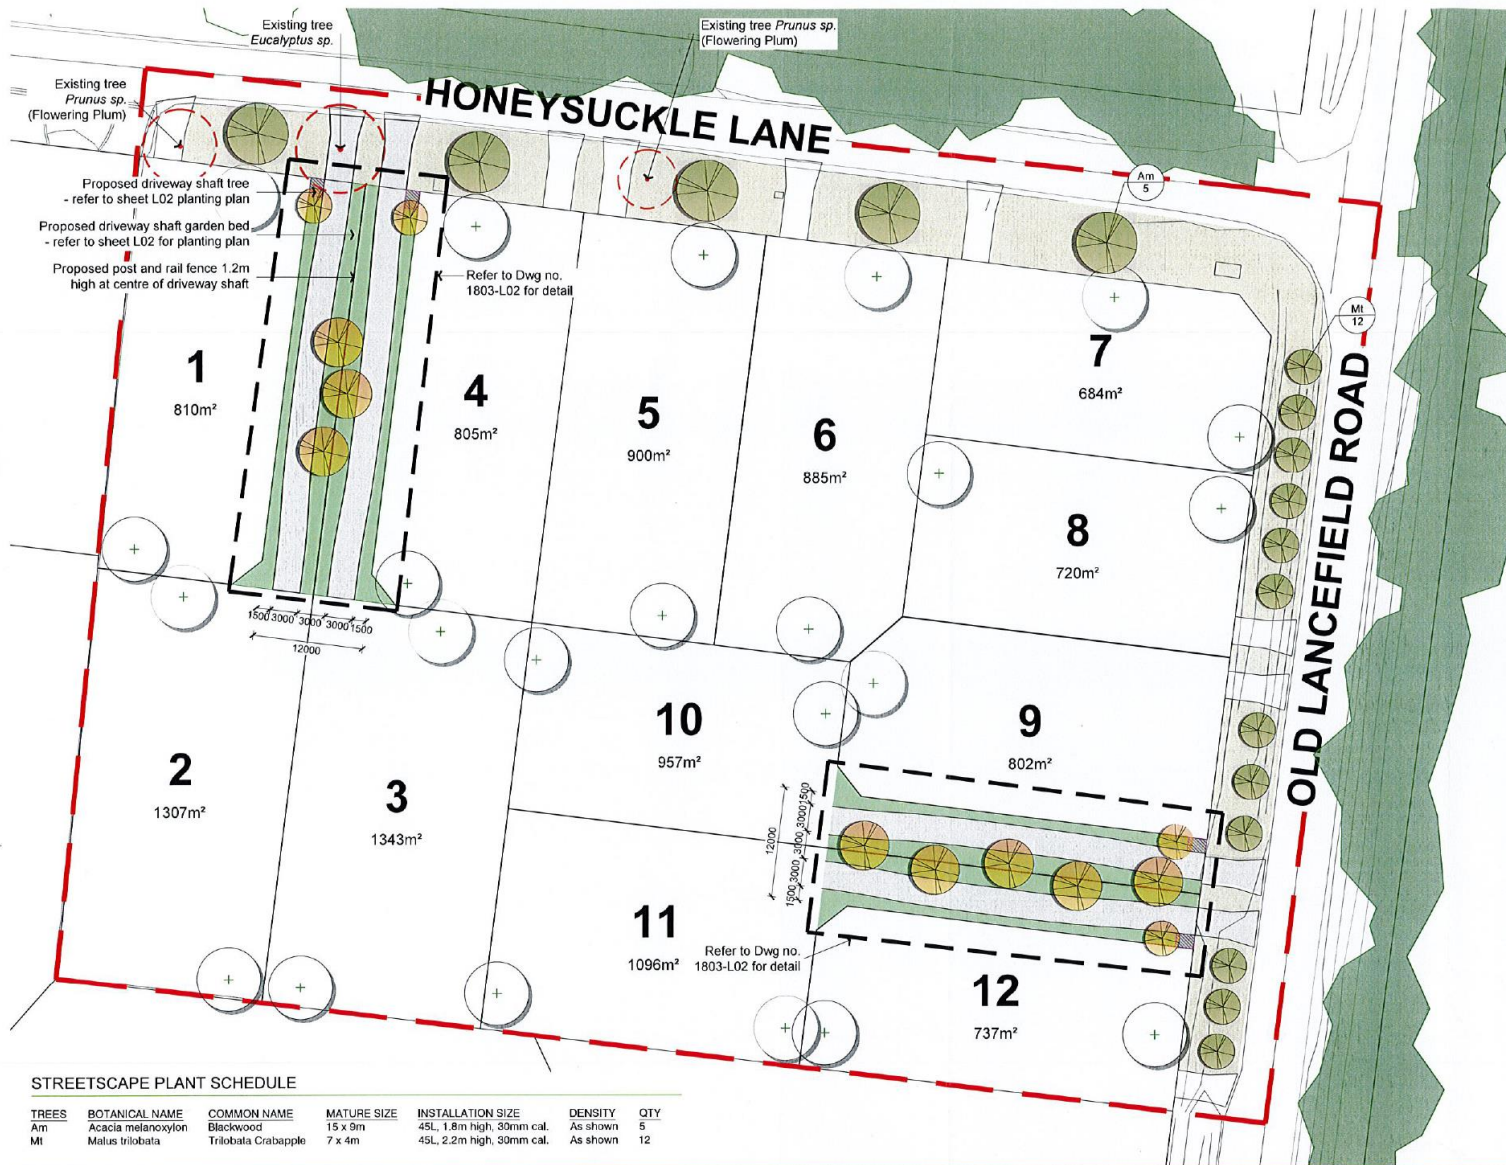 Existing tree
Eucalyptus sp.
Existing tree Prunus sp.
(Flowering Plum)
Existing tree
Prunus sp.
(Flowering Plum)
HONEYSUCKLE LANE
Am
5
Proposed driveway shaft tree
- refer to sheet L02 planting plan
Proposed driveway shaft garden bed
- refer to sheet L02 for planting plan
Proposed post and rail fence 1.2m
high at centre of driveway shaft
Refer to Dwg no.
1803-L02 for detail
Mt
12
OLD LANCEFIELD ROAD
1
810m²
4
805m²
5
900m²
6
885m²
7
684m²
8
720m²
1500 3000 3000 3000 1500
12000
2
1307m²
3
1343m²
10
957m²
9
802m²
1500 3000 3000 3000 1500
12000
11
1096m²
Refer to Dwg no.
1803-L02 for detail
12
737m²
STREETSCAPE PLANT SCHEDULE
TREES BOTANICAL NAME COMMON NAME MATURE SIZE INSTALLATION SIZE DENSITY QTY
Am Acacia melanoxylon Blackwood 15 x 9m 45L, 1.8m high, 30mm cal. As shown 5
Mt Malus trilobata Trilobata Crabapple 7 x 4m 45L, 2.2m high, 30mm cal. As shown 12